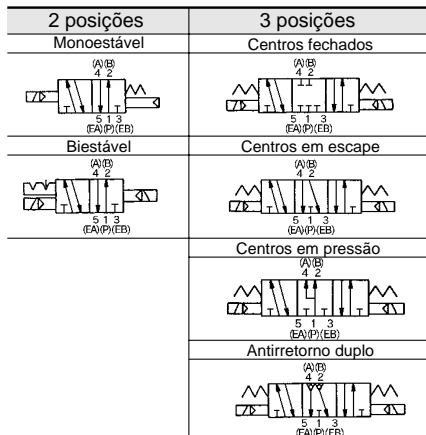 2 posições
3 posições
Monoestável
Centros fechados
(A)(B)
4 2
5 1 3
(EA)(P)(EB)
(A)(B)
4 2
5 1 3
(EA)(P)(EB)
Biestável
Centros em escape
(A)(B)
4 2
5 1 3
(EA)(P)(EB)
(A)(B)
4 2
5 1 3
(EA)(P)(EB)
Centros em pressão
(A)(B)
4 2
5 1 3
(EA)(P)(EB)
Antirretorno duplo
(A)(B)
4 2
5 1 3
(EA)(P)(EB)